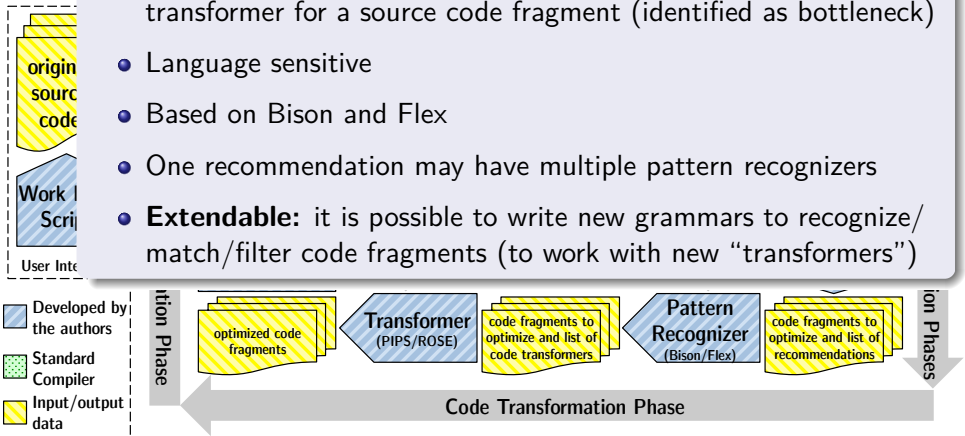 transformer for a source code fragment (identified as bottleneck)
Language sensitive
Based on Bison and Flex
One recommendation may have multiple pattern recognizers
Extendable: it is possible to write new grammars to recognize/
match/filter code fragments (to work with new “transformers”)
Work
User
Developed by
the authors
Standard
Compiler
Input/output
data
Phase
optimized code
fragments
Transformer
(PIPS/ROSE)
code fragments to
optimize and list of
code transformers
Pattern
Recognizer
(Bison/Flex)
code fragments to
optimize and list of
recommendations
Phases
Code Transformation Phase